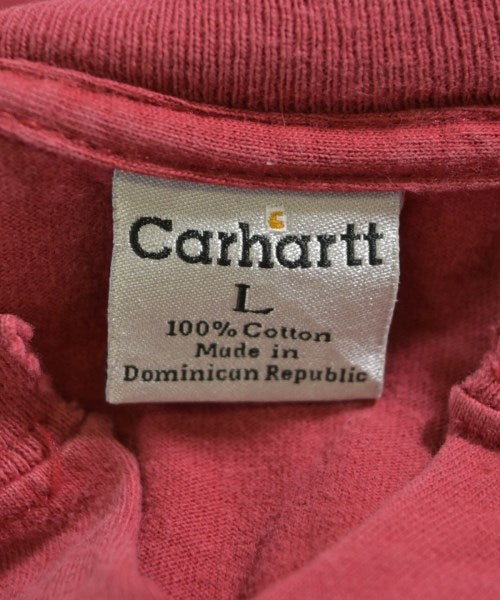 Carhartt
L
100% Cotton
Made in
Dominican Republic